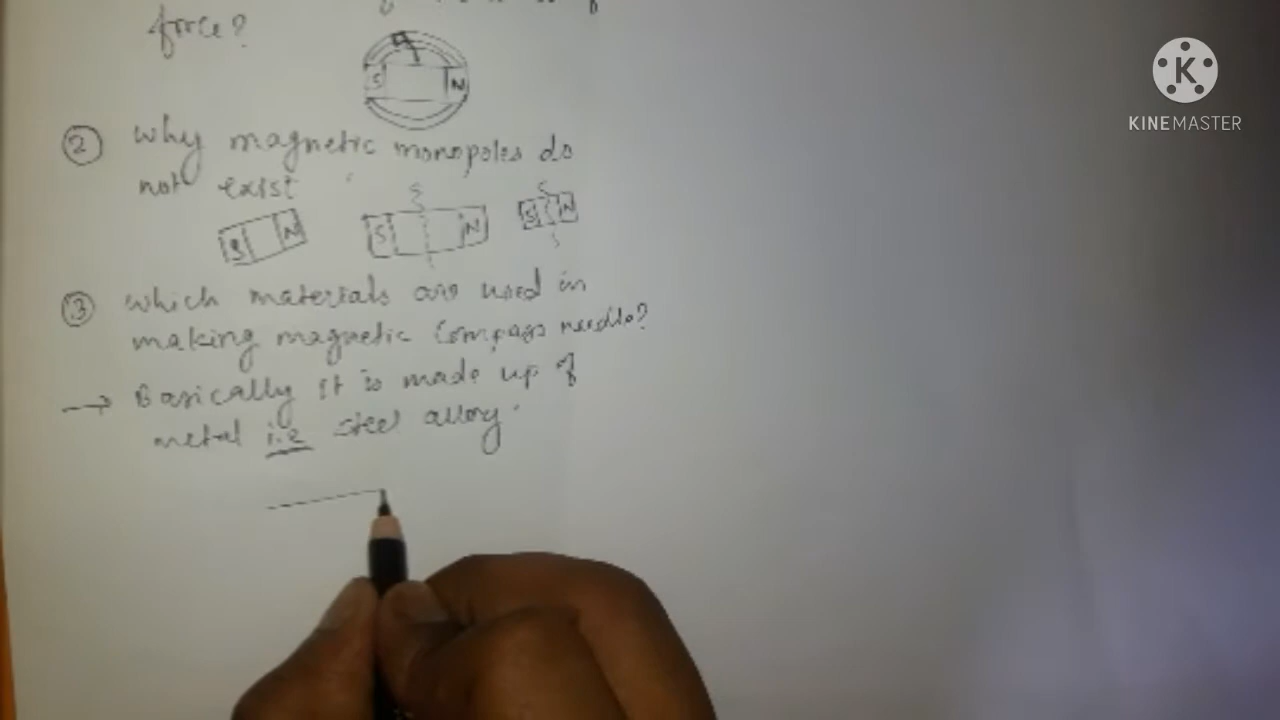 force?
S N
② Why magnetic monopoles do
not exist
S N S N S N
③ Which materials are used in
making magnetic Compass needle?
→ Basically it is made up of
metal i.e steel alloy.
K
KINEMASTER